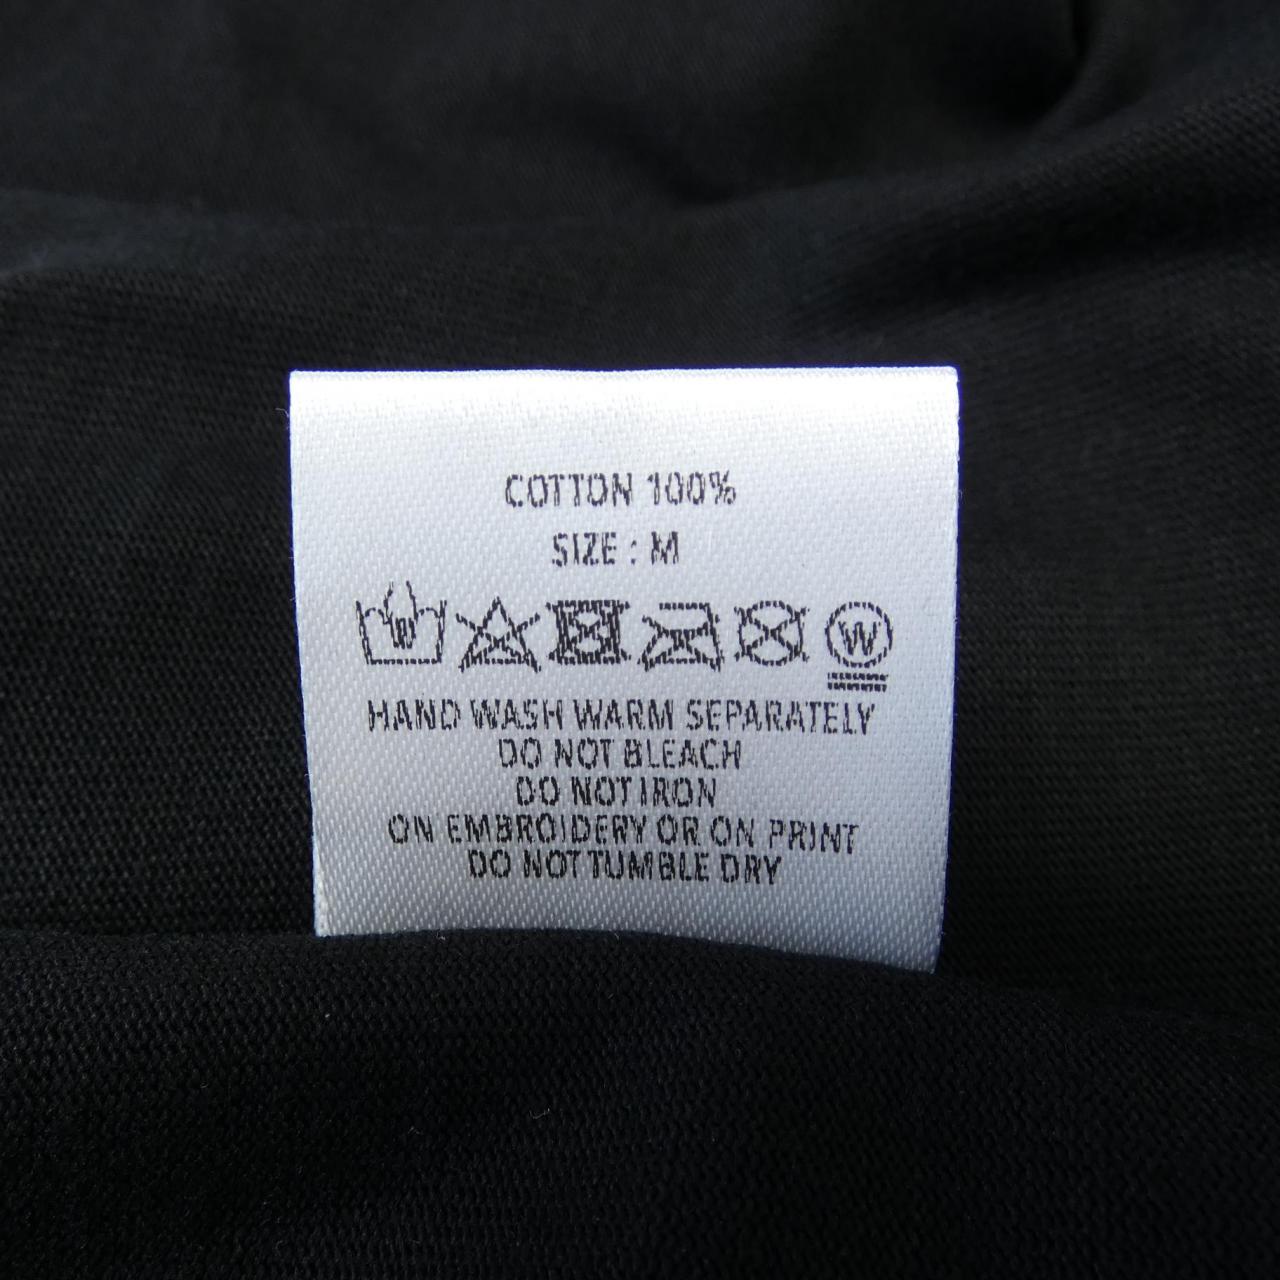 COTTON 100%
SIZE : M
W
HAND WASH WARM SEPARATELY
DO NOT BLEACH
DO NOT IRON
ON EMBROIDERY OR ON PRINT
DO NOT TUMBLE DRY